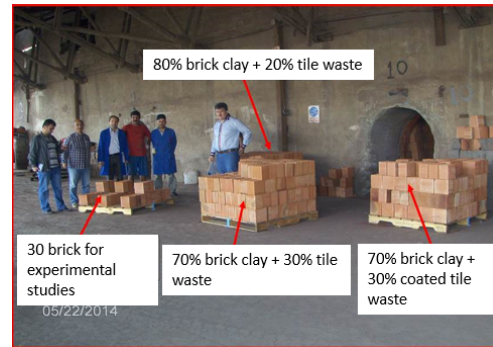 80% brick clay + 20% tile waste
10
30 brick for
experimental
studies
70% brick clay + 30% tile
waste
70% brick clay +
30% coated tile
waste
05/22/2014